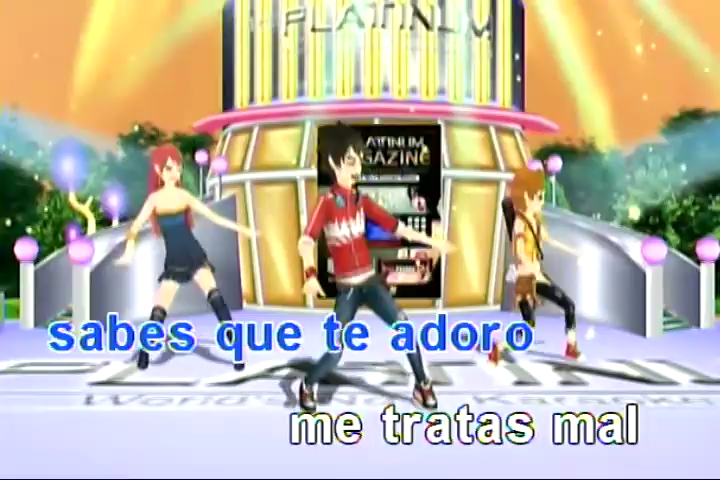 PLATINUM
PLATINUM
MAGAZINE
sabes que te adoro
me tratas mal